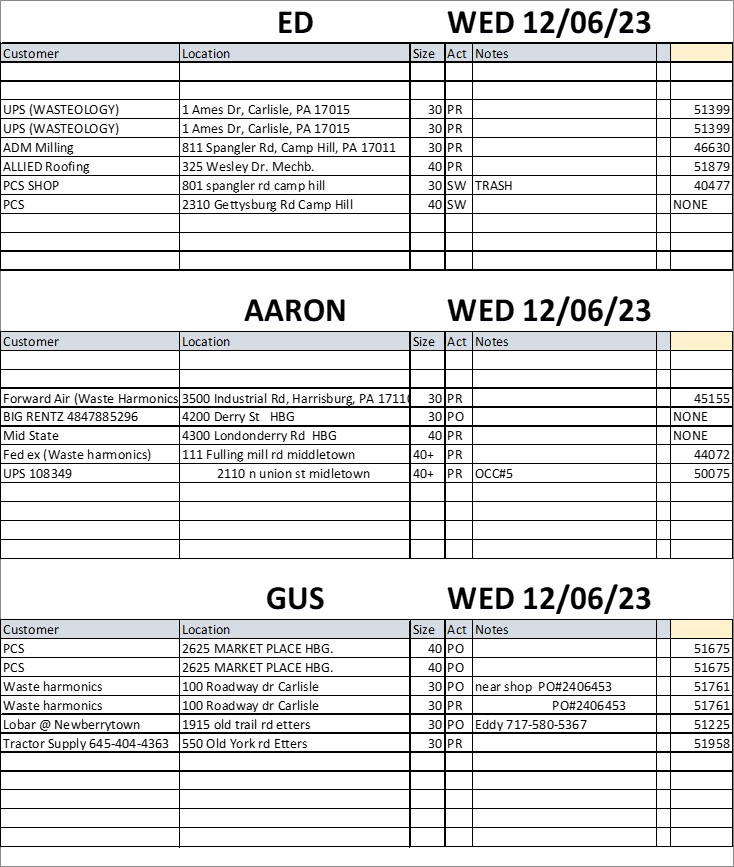 ED WED 12/06/23
Customer Location Size Act Notes
UPS (WASTEOLOGY) 1 Ames Dr, Carlisle, PA 17015 30 PR 51399
UPS (WASTEOLOGY) 1 Ames Dr, Carlisle, PA 17015 30 PR 51399
ADM Milling 811 Spangler Rd, Camp Hill, PA 17011 30 PR 46630
ALLIED Roofing 325 Wesley Dr. Mechb. 40 PR 51879
PCS SHOP 801 spangler rd camp hill 30 SW TRASH 40477
PCS 2310 Gettysburg Rd Camp Hill 40 SW NONE
AARON WED 12/06/23
Customer Location Size Act Notes
Forward Air (Waste Harmonics 3500 Industrial Rd, Harrisburg, PA 17110 30 PR 45155
BIG RENTZ 4847885296 4200 Derry St HBG 30 PO NONE
Mid State 4300 Londonderry Rd HBG 40 PR NONE
Fed ex (Waste harmonics) 111 Fulling mill rd middletown 40+ PR 44072
UPS 108349 2110 n union st middletown 40+ PR OCC#5 50075
GUS WED 12/06/23
Customer Location Size Act Notes
PCS 2625 MARKET PLACE HBG. 40 PO 51675
PCS 2625 MARKET PLACE HBG. 40 PR 51675
Waste harmonics 100 Roadway dr Carlisle 30 PO near shop PO#2406453 51761
Waste harmonics 100 Roadway dr Carlisle 30 PR PO#2406453 51761
Lobar @ Newberrytown 1915 old trail rd etters 30 PO Eddy 717-580-5367 51225
Tractor Supply 645-404-4363 550 Old York rd Etters 30 PR 51958